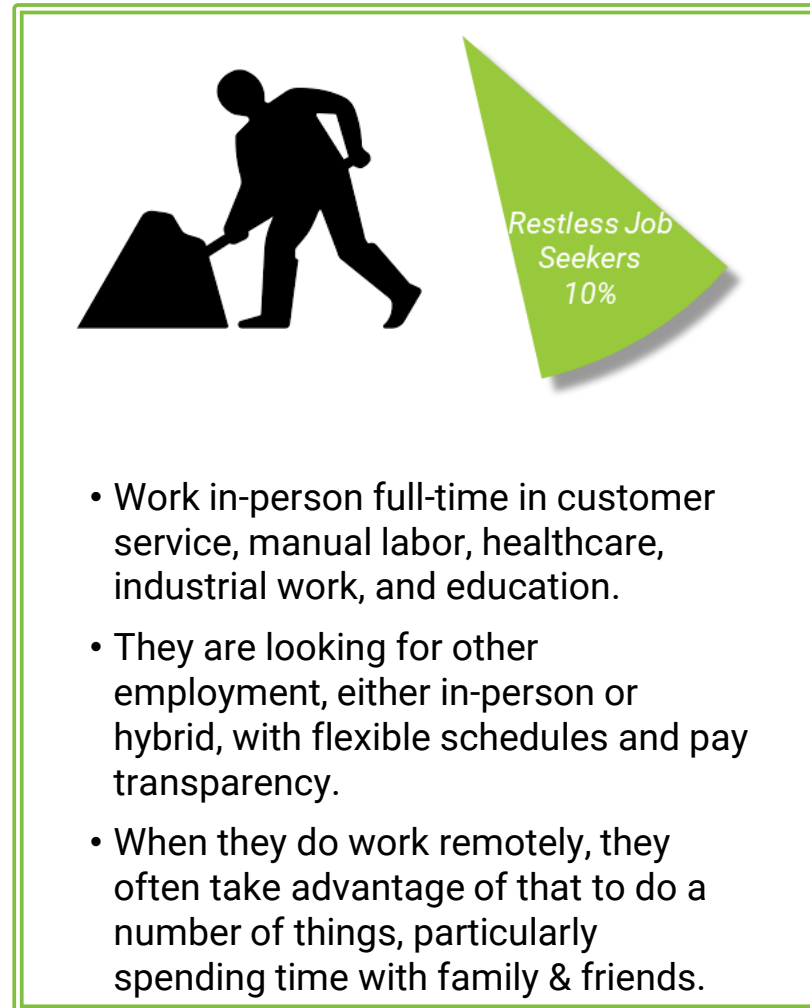 Restless Job
Seekers
10%
• Work in-person full-time in customer
service, manual labor, healthcare,
industrial work, and education.
• They are looking for other
employment, either in-person or
hybrid, with flexible schedules and pay
transparency.
• When they do work remotely, they
often take advantage of that to do a
number of things, particularly
spending time with family & friends.